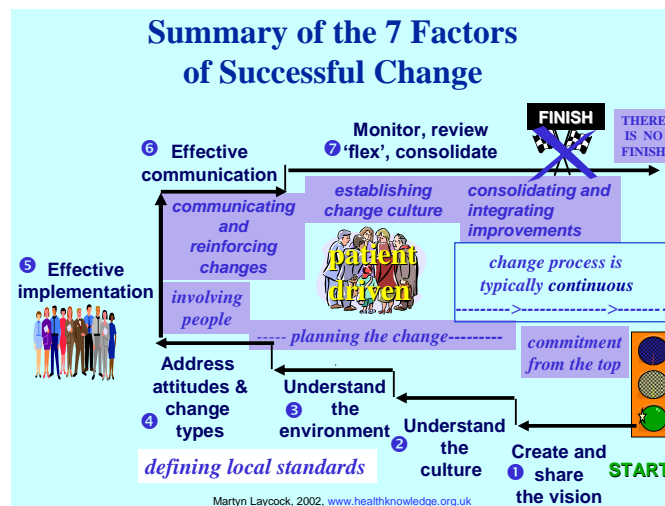 Summary of the 7 Factors
of Successful Change
FINISH
THERE
IS NO
FINISH
❻ Effective
communication
❼ Monitor, review
‘flex’, consolidate
communicating
and
reinforcing
changes
establishing
change culture
consolidating and
integrating
improvements
patient
driven
change process is
typically continuous
--------->-------------->-------
❺ Effective
implementation
involving
people
----- planning the change---------
commitment
from the top
Address
attitudes &
change
❹ types
Understand
❸ the
environment
Understand
❷ the
culture
Create and
❶ share
the vision
START
defining local standards
Martyn Laycock, 2002, www.healthknowledge.org.uk